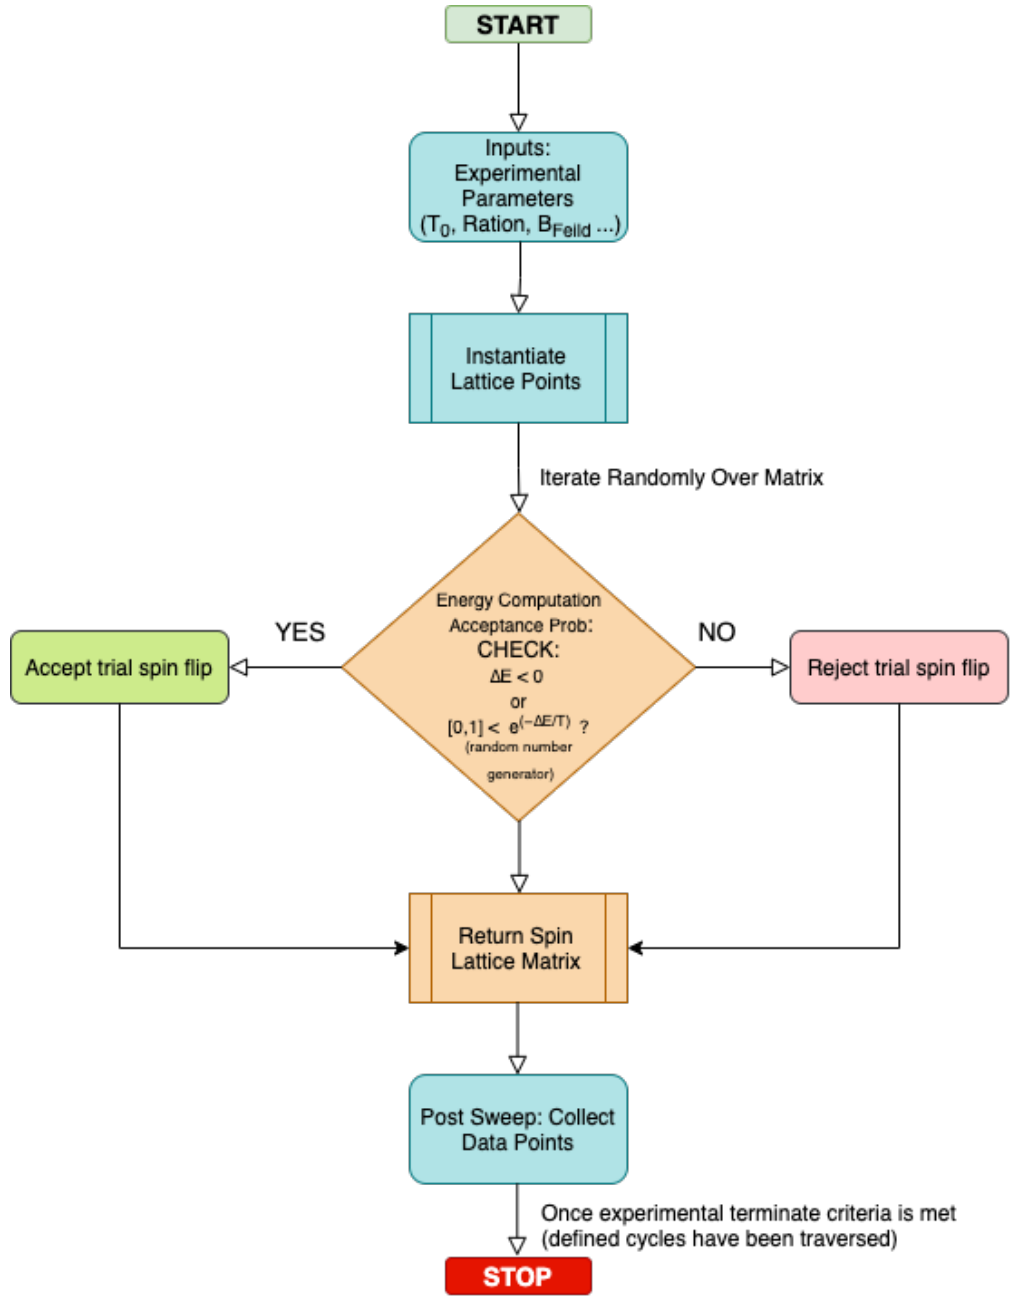 START
Inputs:
Experimental
Parameters
(T0, Ration, BFeild ...)
Instantiate
Lattice Points
Iterate Randomly Over Matrix
Energy Computation
Acceptance Prob:
CHECK:
ΔE < 0
or
[0,1] < e(−ΔE/T) ?
(random number
generator)
YES
NO
Accept trial spin flip
Reject trial spin flip
Return Spin
Lattice Matrix
Post Sweep: Collect
Data Points
Once experimental terminate criteria is met
(defined cycles have been traversed)
STOP